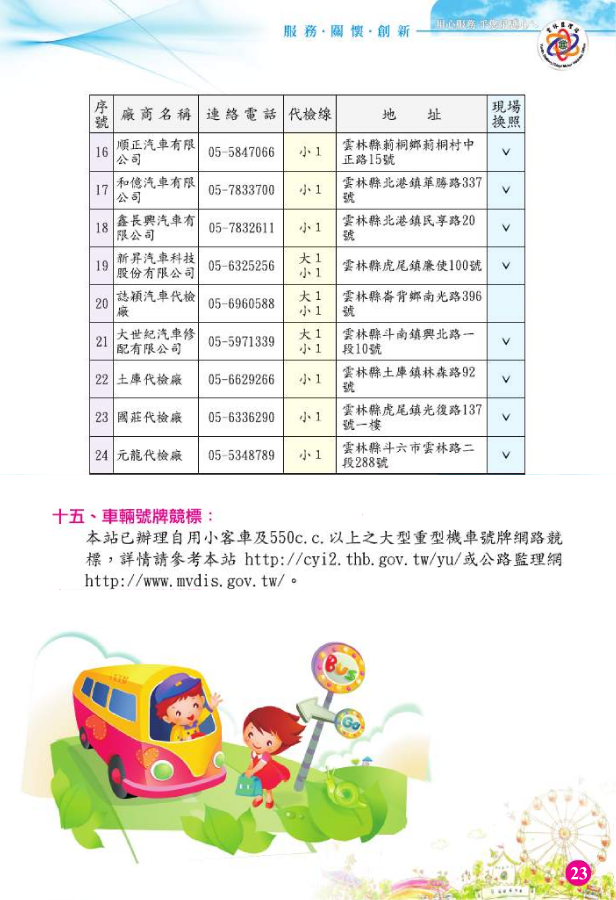 服務·關懷·創新
序號 廠商名稱 連絡電話 代檢線 地址 現場換照
16 順正汽車有限公司 05-5847066 小1 雲林縣莿桐鄉莿桐村中正路15號 ˇ
17 和億汽車有限公司 05-7833700 小1 雲林縣北港鎮華勝路337號 ˇ
18 鑫長興汽車有限公司 05-7832611 小1 雲林縣北港鎮民享路20號 ˇ
19 新昇汽車科技股份有限公司 05-6325256 大1 小1 雲林縣虎尾鎮廉使100號 ˇ
20 誌穎汽車代檢廠 05-6960588 大1 小1 雲林縣崙背鄉南光路396號
21 大世紀汽車修配有限公司 05-5971339 大1 小1 雲林縣斗南鎮興北路一段10號 ˇ
22 土庫代檢廠 05-6629266 小1 雲林縣土庫鎮林森路92號 ˇ
23 國莊代檢廠 05-6336290 小1 雲林縣虎尾鎮光復路137號一樓 ˇ
24 元龍代檢廠 05-5348789 小1 雲林縣斗六市雲林路二段288號 ˇ
十五、車輛號牌競標：
本站已辦理自用小客車及550c.c.以上之大型重型機車號牌網路競
標，詳情請參考本站 http://cyi2.thb.gov.tw/yu/或公路監理網
http://www.mvdis.gov.tw/。
BUS
Go
23